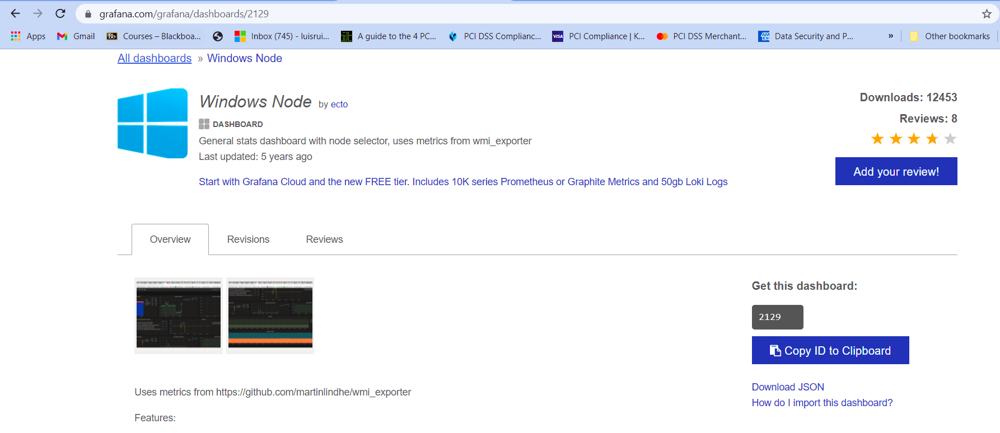 grafana.com/grafana/dashboards/2129
Apps Gmail Bb Courses – Blackboa... Inbox (745) - luisrui... A guide to the 4 PC... PCI DSS Complianc... VISA PCI Compliance | K... PCI DSS Merchant... AM EX Data Security and P... » Other bookmarks
All dashboards » Windows Node
Windows Node by ecto
DASHBOARD
General stats dashboard with node selector, uses metrics from wmi_exporter
Last updated: 5 years ago
Start with Grafana Cloud and the new FREE tier. Includes 10K series Prometheus or Graphite Metrics and 50gb Loki Logs
Downloads: 12453
Reviews: 8
Add your review!
Overview Revisions Reviews
Get this dashboard:
2129
Copy ID to Clipboard
Download JSON
How do I import this dashboard?
Uses metrics from https://github.com/martinlindhe/wmi_exporter
Features: